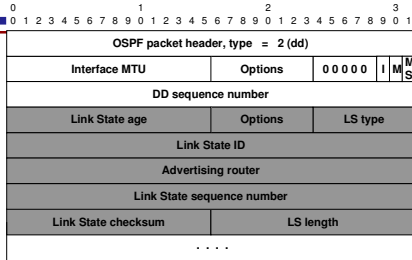 0 1 2 3
0 1 2 3 4 5 6 7 8 9 0 1 2 3 4 5 6 7 8 9 0 1 2 3 4 5 6 7 8 9 0 1
OSPF packet header, type = 2 (dd)
Interface MTU Options 0 0 0 0 0 I M M S
DD sequence number
Link State age Options LS type
Link State ID
Advertising router
Link State sequence number
Link State checksum LS length
. . . .